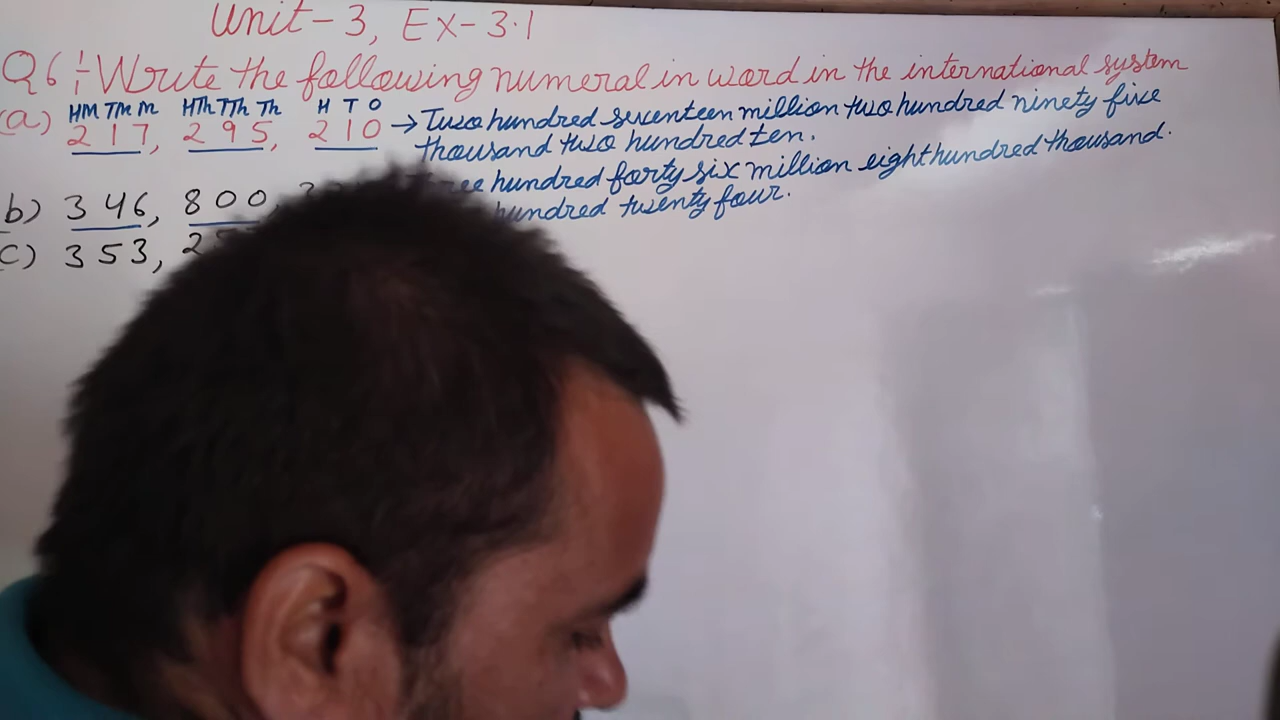 Unit-3, Ex-3.1
Q6:- Write the following numeral in word in the international system
(a) HM TM M HTh TTh Th H T O
217, 295, 210 → Two hundred seventeen million two hundred ninety five
thousand two hundred ten.
b) 346, 800, hundred forty six million eight hundred thousand.
hundred twenty four.
c) 353,